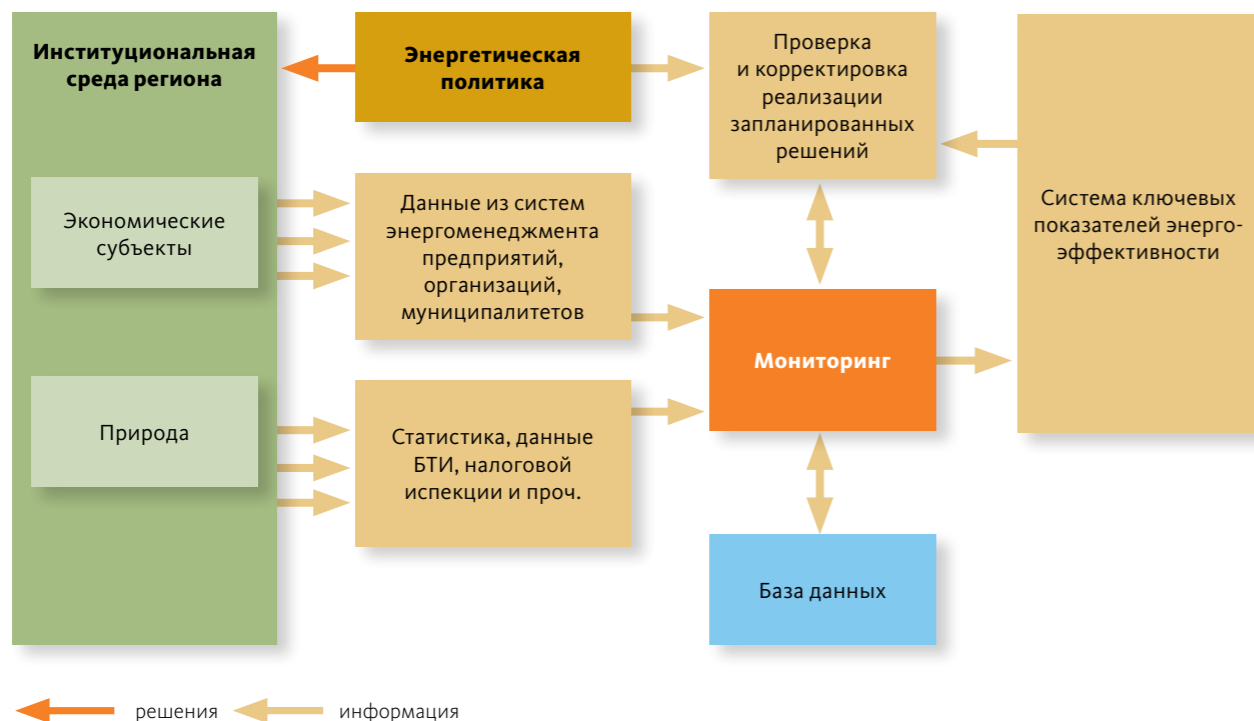 Институциональная
среда региона
Энергетическая
политика
Проверка
и корректировка
реализации
запланированных
решений
Система ключевых
показателей энерго-
эффективности
Экономические
субъекты
Данные из систем
энергоменеджмента
предприятий,
организаций,
муниципалитетов
Мониторинг
Природа
Статистика, данные
БТИ, налоговой
испекции и проч.
База данных
решения
информация